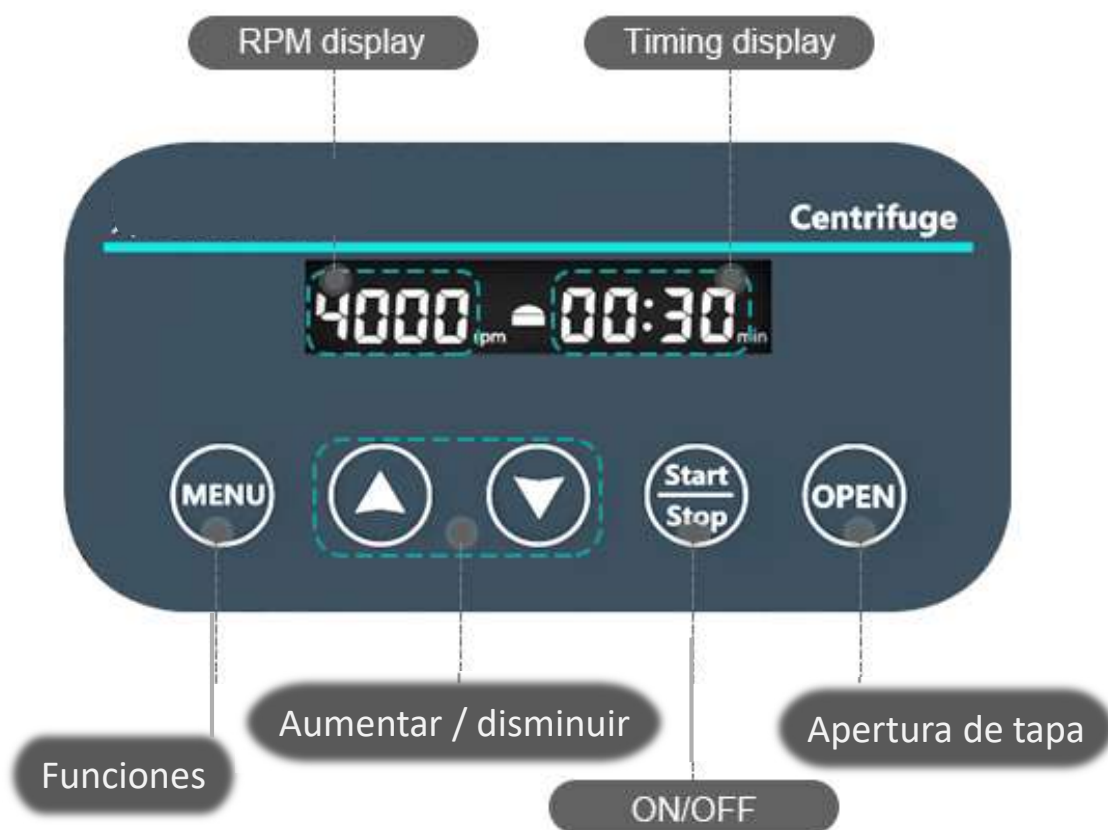 RPM display
Timing display
Centrifuge
4000 rpm
00:30 min
MENU
Start
Stop
OPEN
Aumentar / disminuir
Apertura de tapa
Funciones
ON/OFF